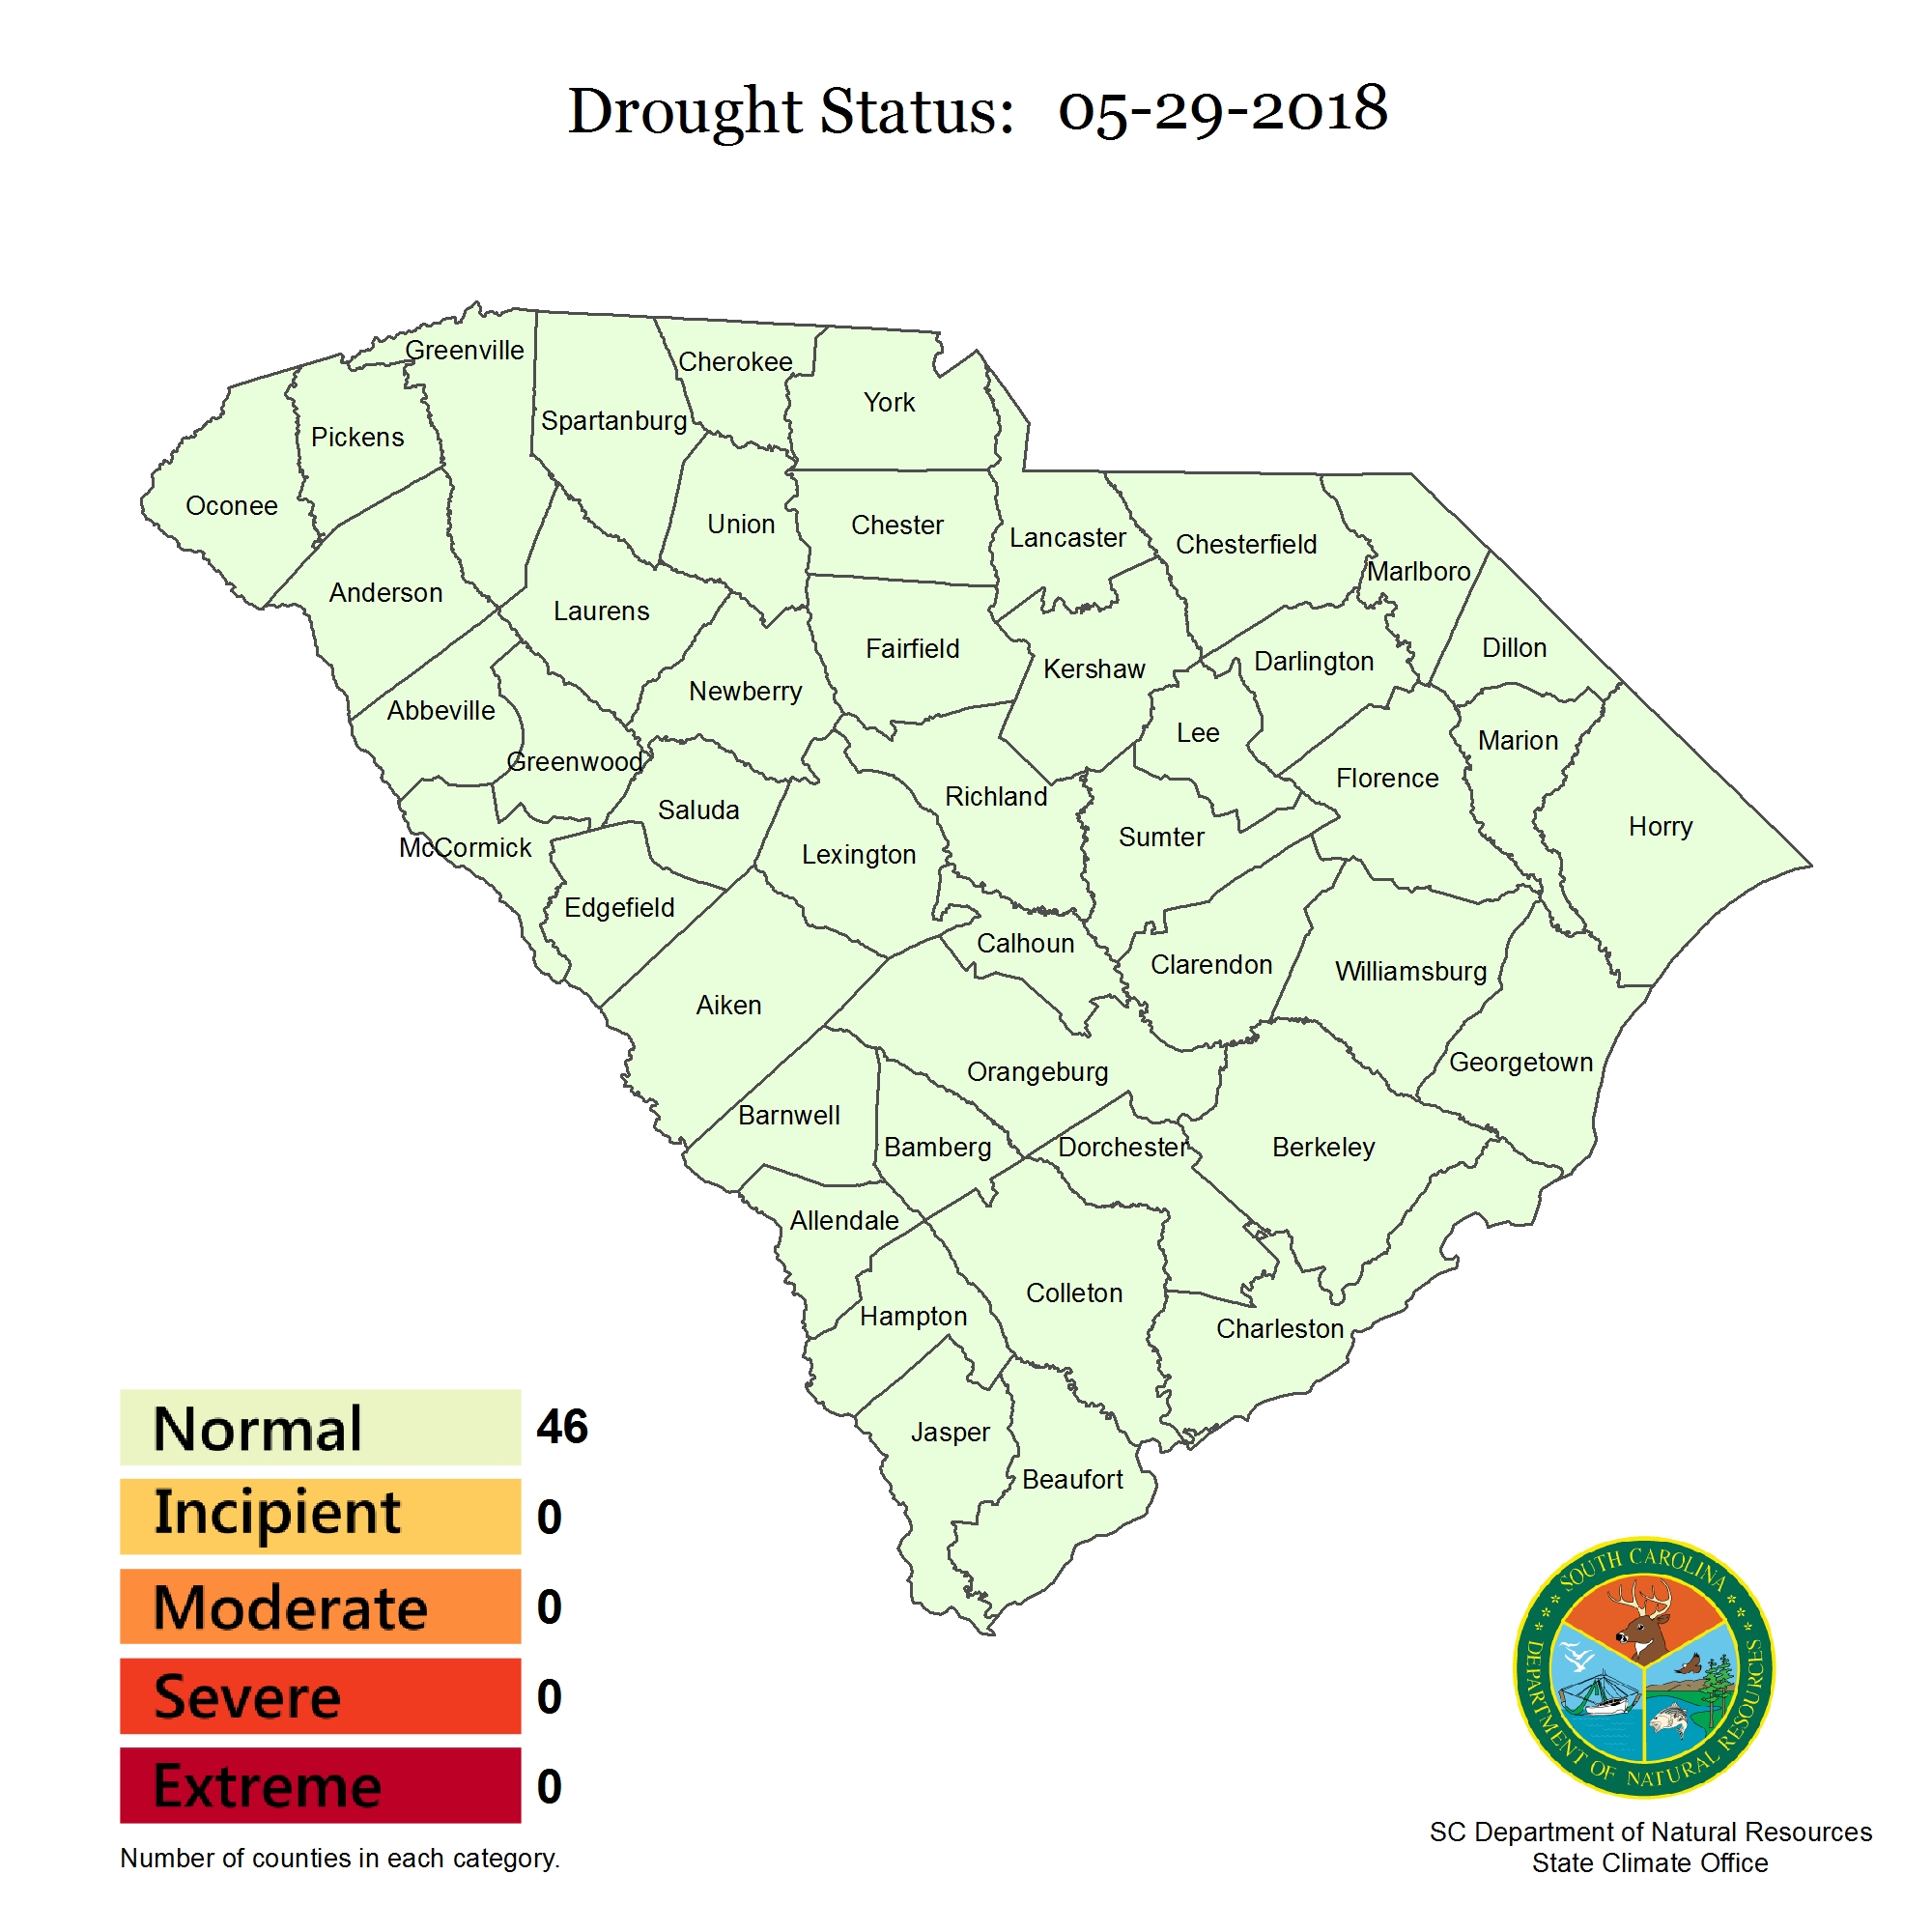 Drought Status: 05-29-2018
Greenville
Cherokee
York
Spartanburg
Pickens
Oconee
Union
Chester
Lancaster
Chesterfield
Marlboro
Anderson
Laurens
Fairfield
Kershaw
Darlington
Dillon
Newberry
Abbeville
Lee
Marion
Greenwood
Florence
Richland
Saluda
Horry
Sumter
McCormick
Lexington
Edgefield
Calhoun
Clarendon
Williamsburg
Aiken
Georgetown
Orangeburg
Barnwell
Bamberg
Dorchester
Berkeley
Allendale
Colleton
Hampton
Charleston
Jasper
Beaufort
Normal 46
Incipient 0
Moderate 0
Severe 0
Extreme 0
Number of counties in each category.
SOUTH CAROLINA
DEPARTMENT OF NATURAL RESOURCES
SC Department of Natural Resources
State Climate Office